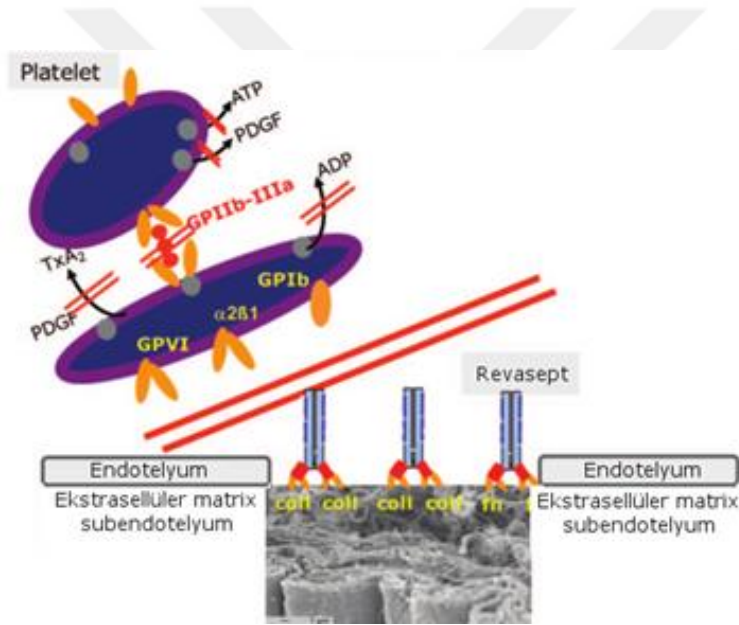 Platelet
ATP
PDGF
ADP
GPIIb-IIIa
TxA2
PDGF
GPIb
α2ß1
GPVI
Revasept
Endotelyum
Ekstrasellüler matrix
subendotelyum
coll coll coll coll fn
Endotelyum
Ekstrasellüler matrix
subendotelyum